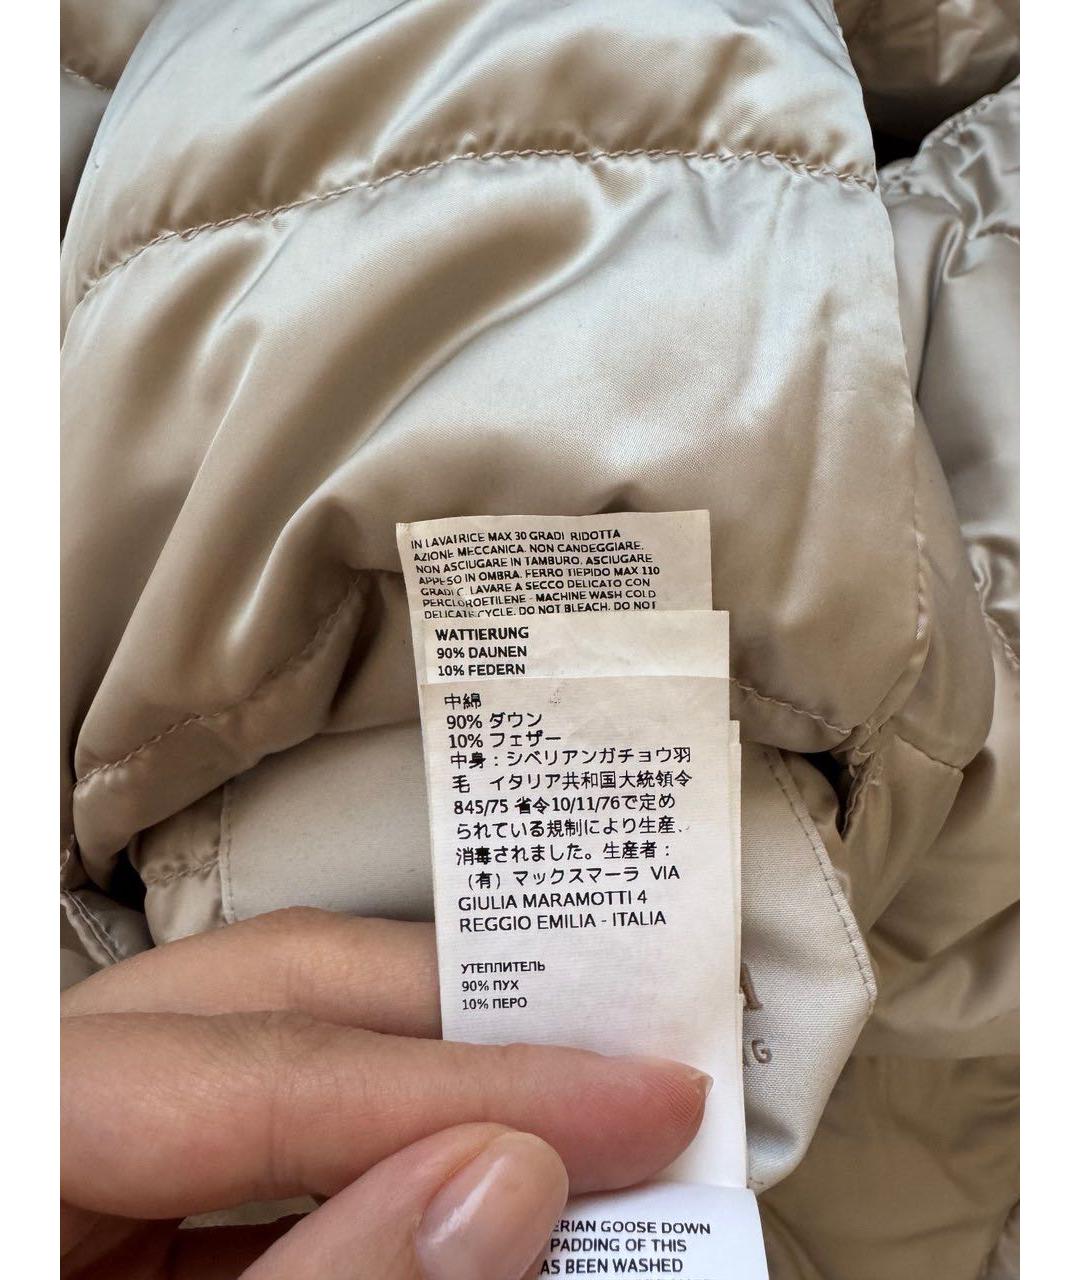 IN LAVATRICE MAX 30 GRADI RIDOTTA
AZIONE MECCANICA. NON CANDEGGIARE.
NON ASCIUGARE IN TAMBURO. ASCIUGARE
APPESO IN OMBRA. FERRO TIEPIDO MAX 110
GRADI C. LAVARE A SECCO DELICATO CON
PERCLOROETILENE - MACHINE WASH COLD
DELICATE CYCLE. DO NOT BLEACH. DO NOT
WATTIERUNG
90% DAUNEN
10% FEDERN
中綿
90% ダウン
10% フェザー
中身：シベリアンガチョウ羽
毛 イタリア共和国大統領令
845/75 省令10/11/76で定め
られている規制により生産、
消毒されました。生産者：
（有）マックスマーラ VIA
GIULIA MARAMOTTI 4
REGGIO EMILIA - ITALIA
УТЕПЛИТЕЛЬ
90% ПУХ
10% ПЕРО
ERIAN GOOSE DOWN
PADDING OF THIS
AS BEEN WASHED